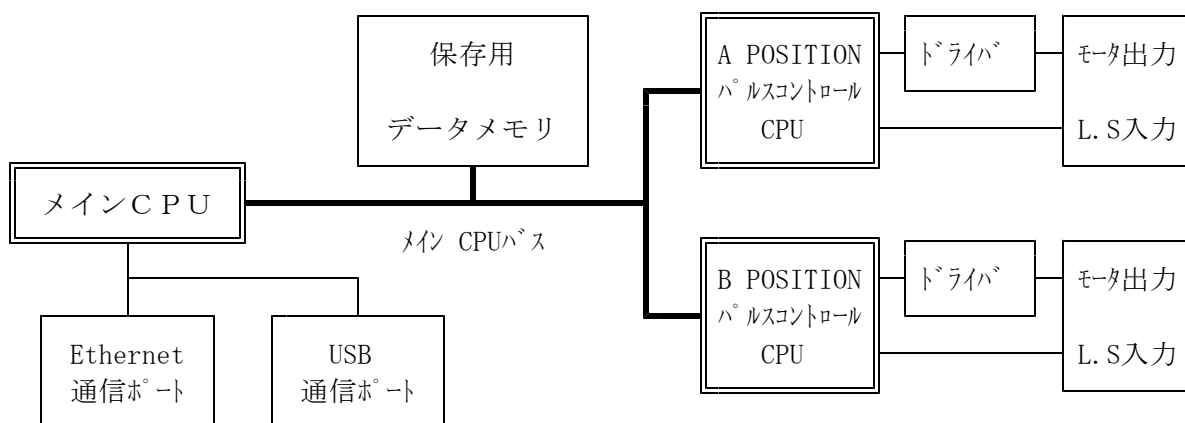 保存用
データメモリ
メインＣＰＵ
ﾒｲﾝ CPUﾊﾞｽ
Ethernet
通信ﾎﾟｰﾄ
USB
通信ﾎﾟｰﾄ
A POSITION
ﾊﾟﾙｽｺﾝﾄﾛｰﾙ
CPU
ﾄﾞﾗｲﾊﾞ
ﾓｰﾀ出力
L.S入力
B POSITION
ﾊﾟﾙｽｺﾝﾄﾛｰﾙ
CPU
ﾄﾞﾗｲﾊﾞ
ﾓｰﾀ出力
L.S入力